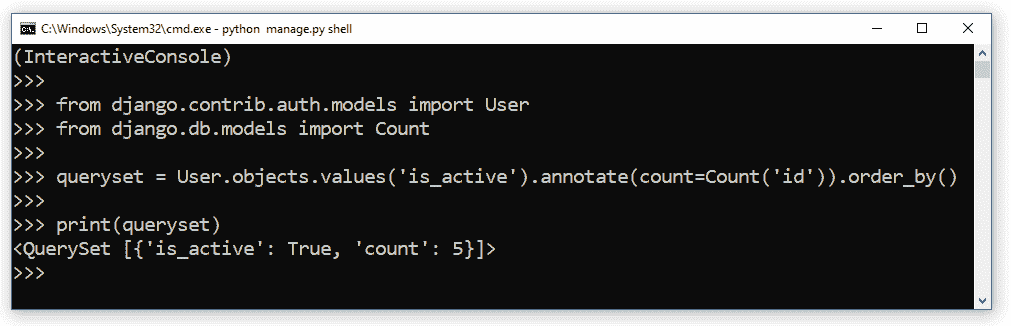 C:\Windows\System32\cmd.exe - python  manage.py shell
(InteractiveConsole)
>>>
>>> from django.contrib.auth.models import User
>>> from django.db.models import Count
>>>
>>> queryset = User.objects.values('is_active').annotate(count=Count('id')).order_by()
>>>
>>> print(queryset)
<QuerySet [{'is_active': True, 'count': 5}]>
>>>